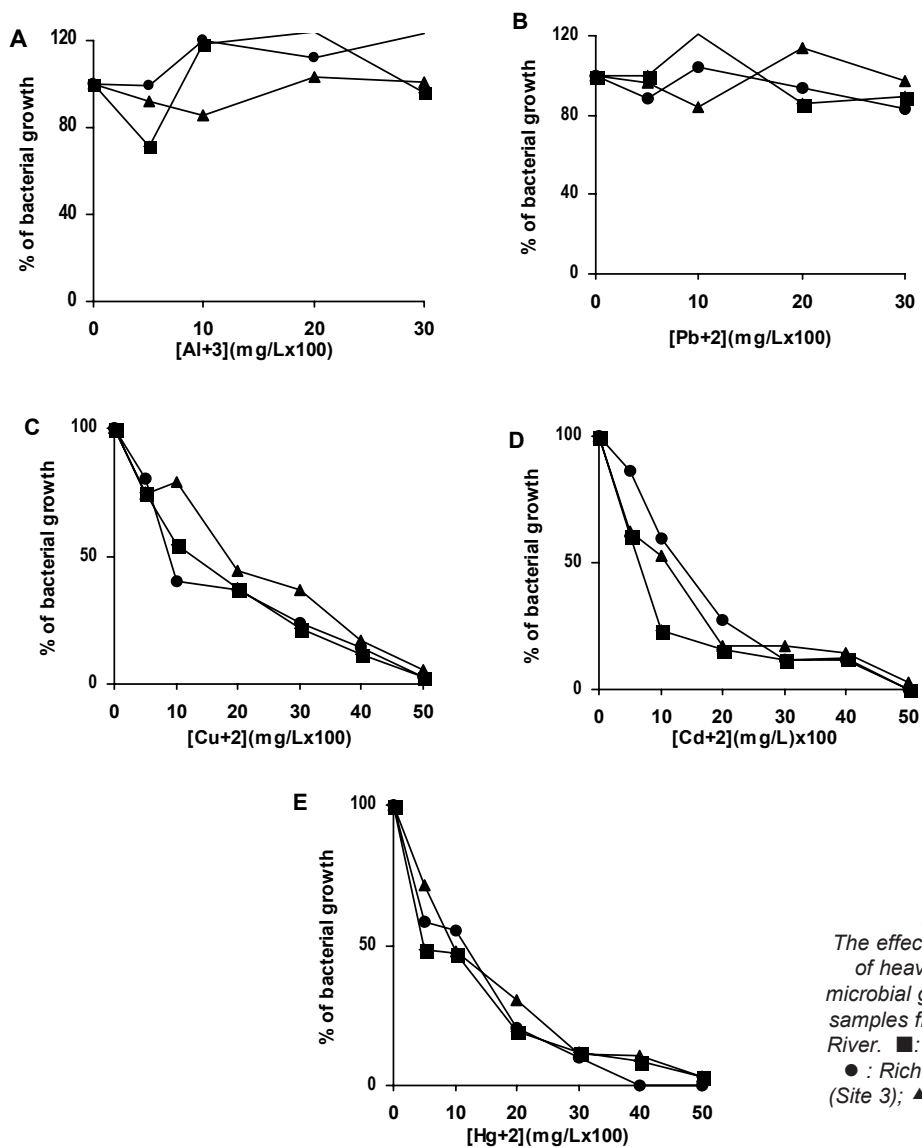 A
120
80
40
0
% of bacterial growth
0 10 20 30
[Al+3](mg/Lx100)
B
120
80
40
0
% of bacterial growth
0 10 20 30
[Pb+2](mg/Lx100)
C
100
50
0
% of bacterial growth
0 10 20 30 40 50
[Cu+2](mg/Lx100)
D
100
50
0
% of bacterial growth
0 10 20 30 40 50
[Cd+2](mg/L)x100
E
100
50
0
% of bacterial growth
0 10 20 30 40 50
[Hg+2](mg/Lx100)
The effec
of heav
microbial g
samples fr
River. ■:
● : Rich
(Site 3); ▲